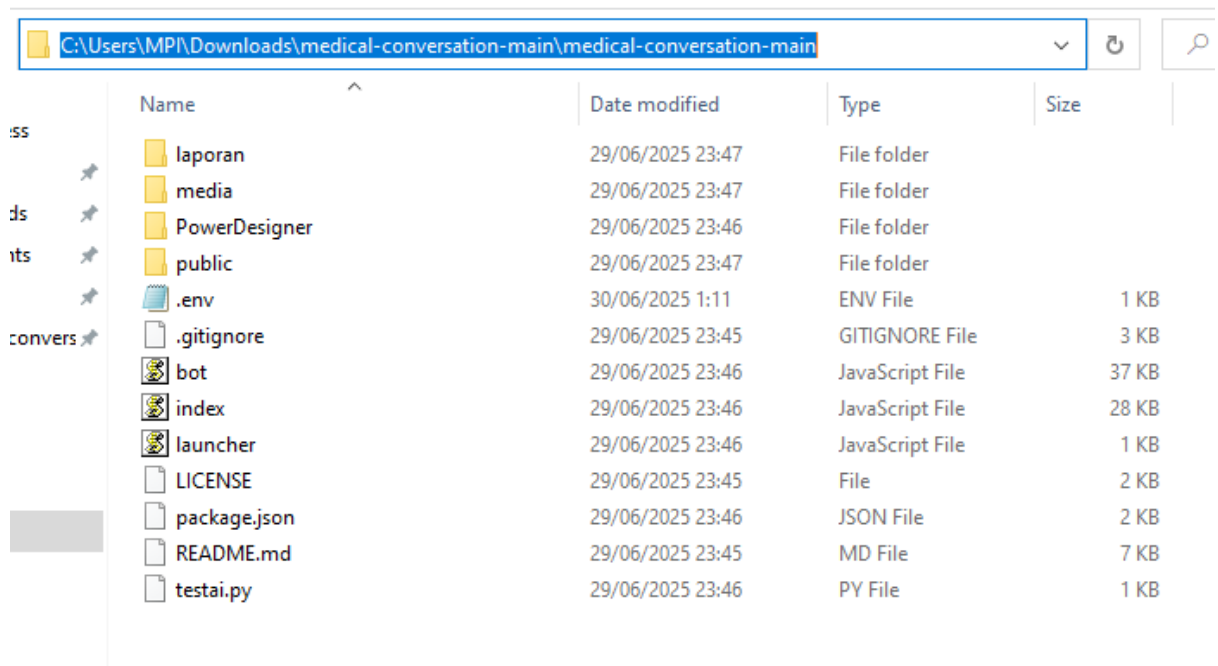 C:\Users\MPI\Downloads\medical-conversation-main\medical-conversation-main
Name Date modified Type Size
ss
ds
nts
convers
laporan 29/06/2025 23:47 File folder
media 29/06/2025 23:47 File folder
PowerDesigner 29/06/2025 23:46 File folder
public 29/06/2025 23:47 File folder
.env 30/06/2025 1:11 ENV File 1 KB
.gitignore 29/06/2025 23:45 GITIGNORE File 3 KB
bot 29/06/2025 23:46 JavaScript File 37 KB
index 29/06/2025 23:46 JavaScript File 28 KB
launcher 29/06/2025 23:46 JavaScript File 1 KB
LICENSE 29/06/2025 23:45 File 2 KB
package.json 29/06/2025 23:46 JSON File 2 KB
README.md 29/06/2025 23:45 MD File 7 KB
testai.py 29/06/2025 23:46 PY File 1 KB